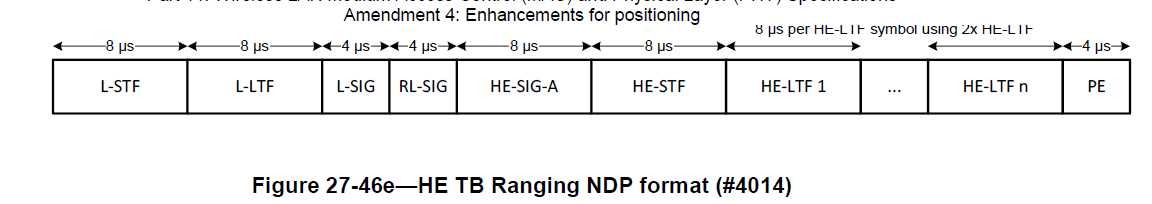 Amendment 4: Enhancements for positioning
8 µs per HE-LTF symbol using 2x HE-LTF
8 µs 8 µs 4 µs 4 µs 8 µs 8 µs 4 µs
L-STF L-LTF L-SIG RL-SIG HE-SIG-A HE-STF HE-LTF 1 ... HE-LTF n PE
Figure 27-46e—HE TB Ranging NDP format (#4014)